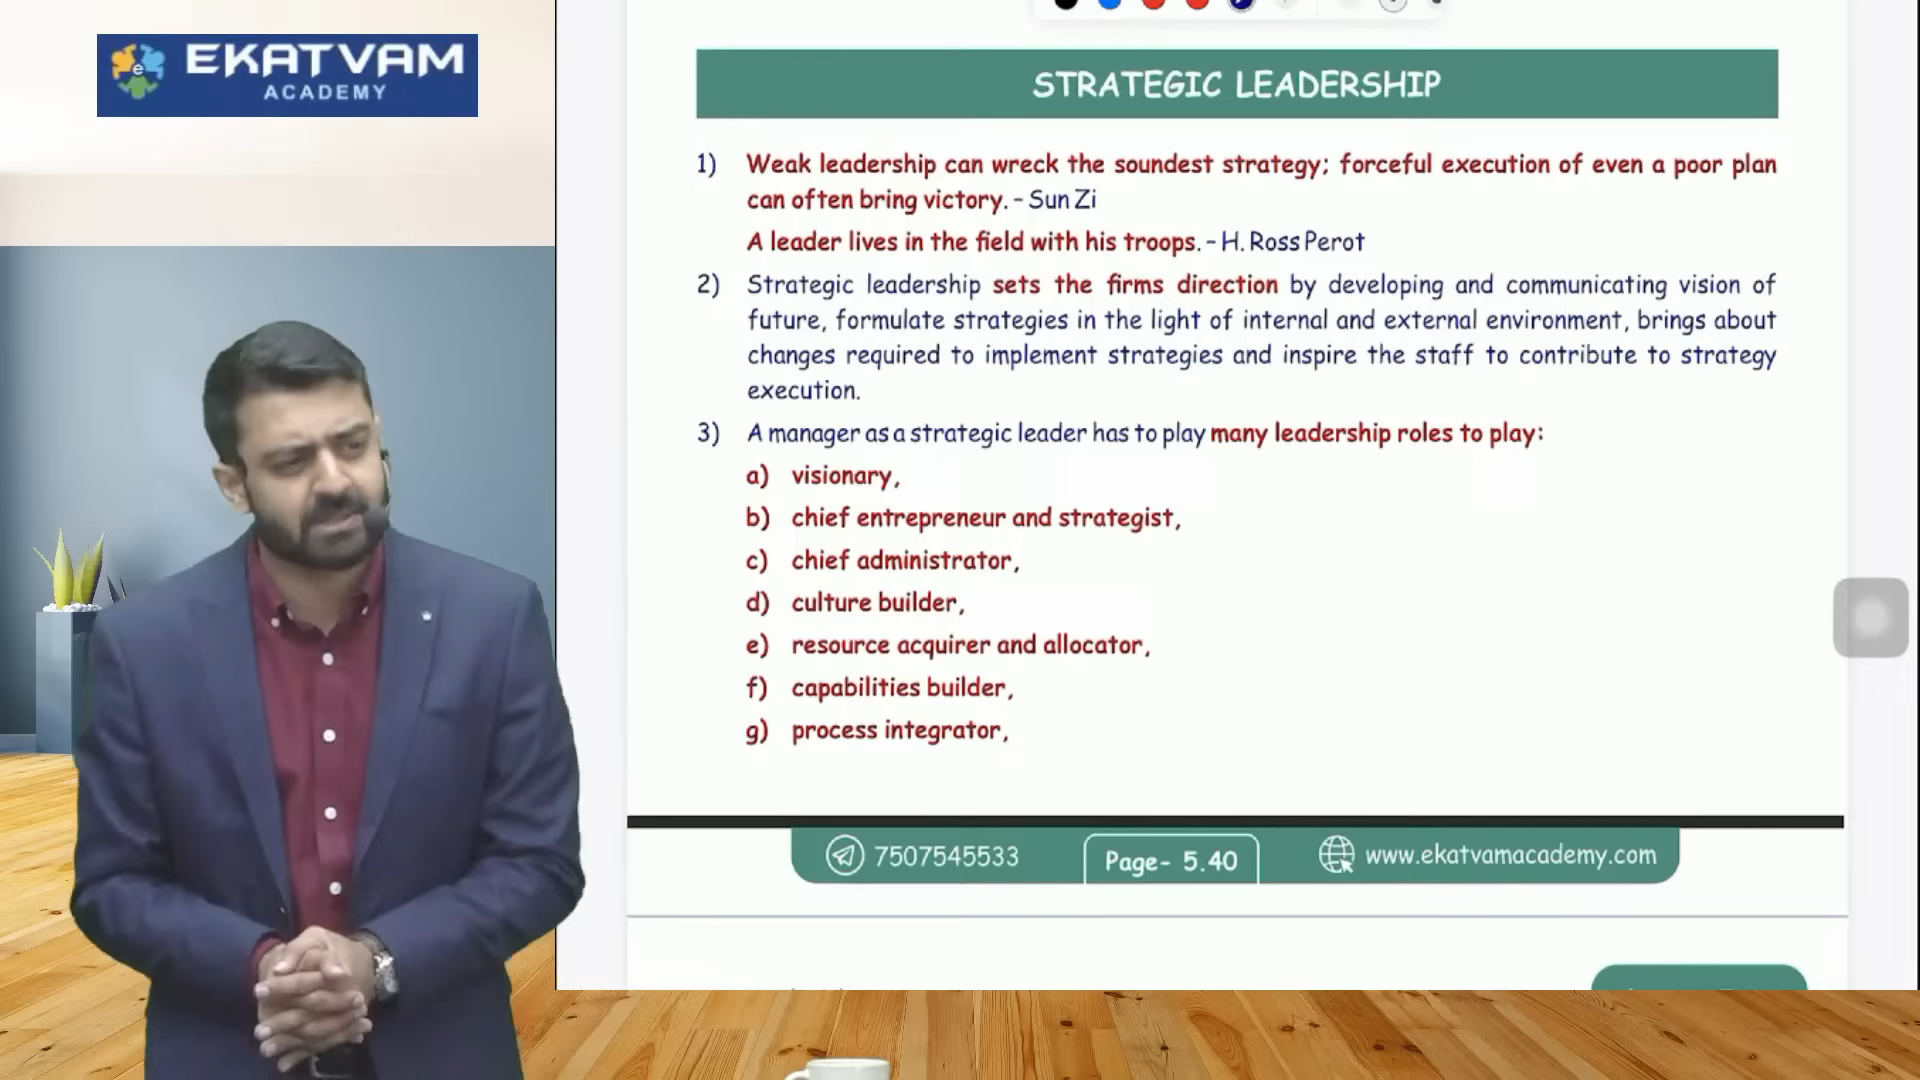 EKATVAM
ACADEMY
STRATEGIC LEADERSHIP
1) Weak leadership can wreck the soundest strategy; forceful execution of even a poor plan
can often bring victory. – Sun Zi
A leader lives in the field with his troops. – H. Ross Perot
2) Strategic leadership sets the firms direction by developing and communicating vision of
future, formulate strategies in the light of internal and external environment, brings about
changes required to implement strategies and inspire the staff to contribute to strategy
execution.
3) A manager as a strategic leader has to play many leadership roles to play:
a) visionary,
b) chief entrepreneur and strategist,
c) chief administrator,
d) culture builder,
e) resource acquirer and allocator,
f) capabilities builder,
g) process integrator,
7507545533
Page- 5.40
www.ekatvamacademy.com